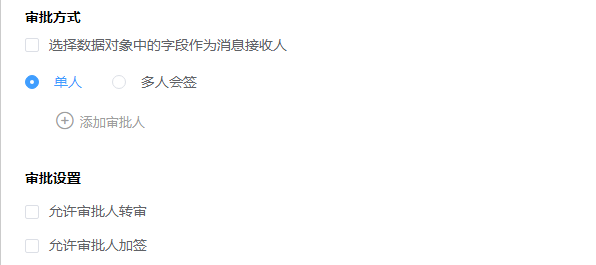 审批方式
选择数据对象中的字段作为消息接收人
单人 多人会签
添加审批人
审批设置
允许审批人转审
允许审批人加签